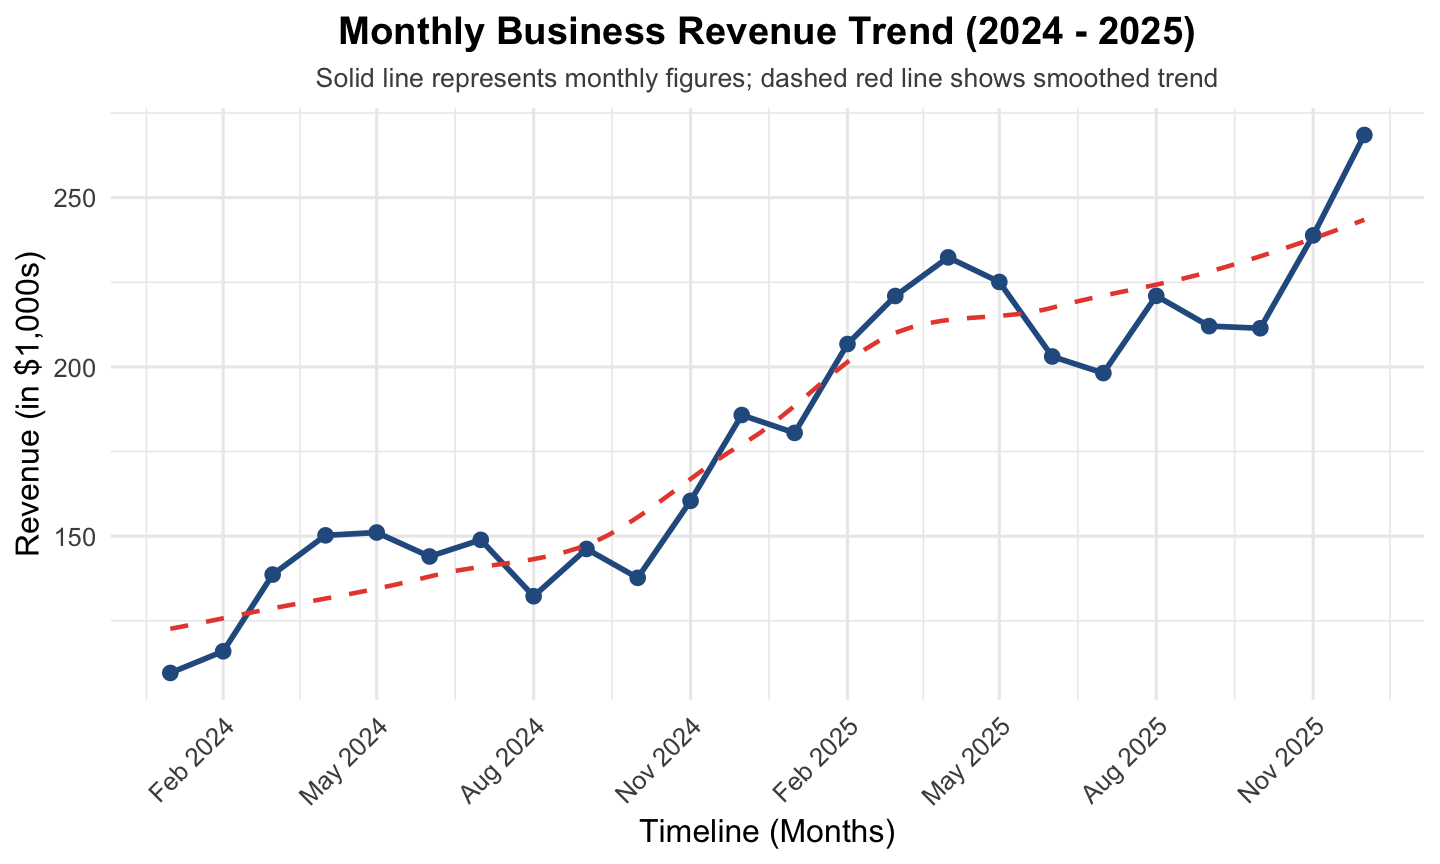 Monthly Business Revenue Trend (2024 - 2025)
Solid line represents monthly figures; dashed red line shows smoothed trend
Revenue (in $1,000s)
250
200
150
Feb 2024
May 2024
Aug 2024
Nov 2024
Feb 2025
May 2025
Aug 2025
Nov 2025
Timeline (Months)